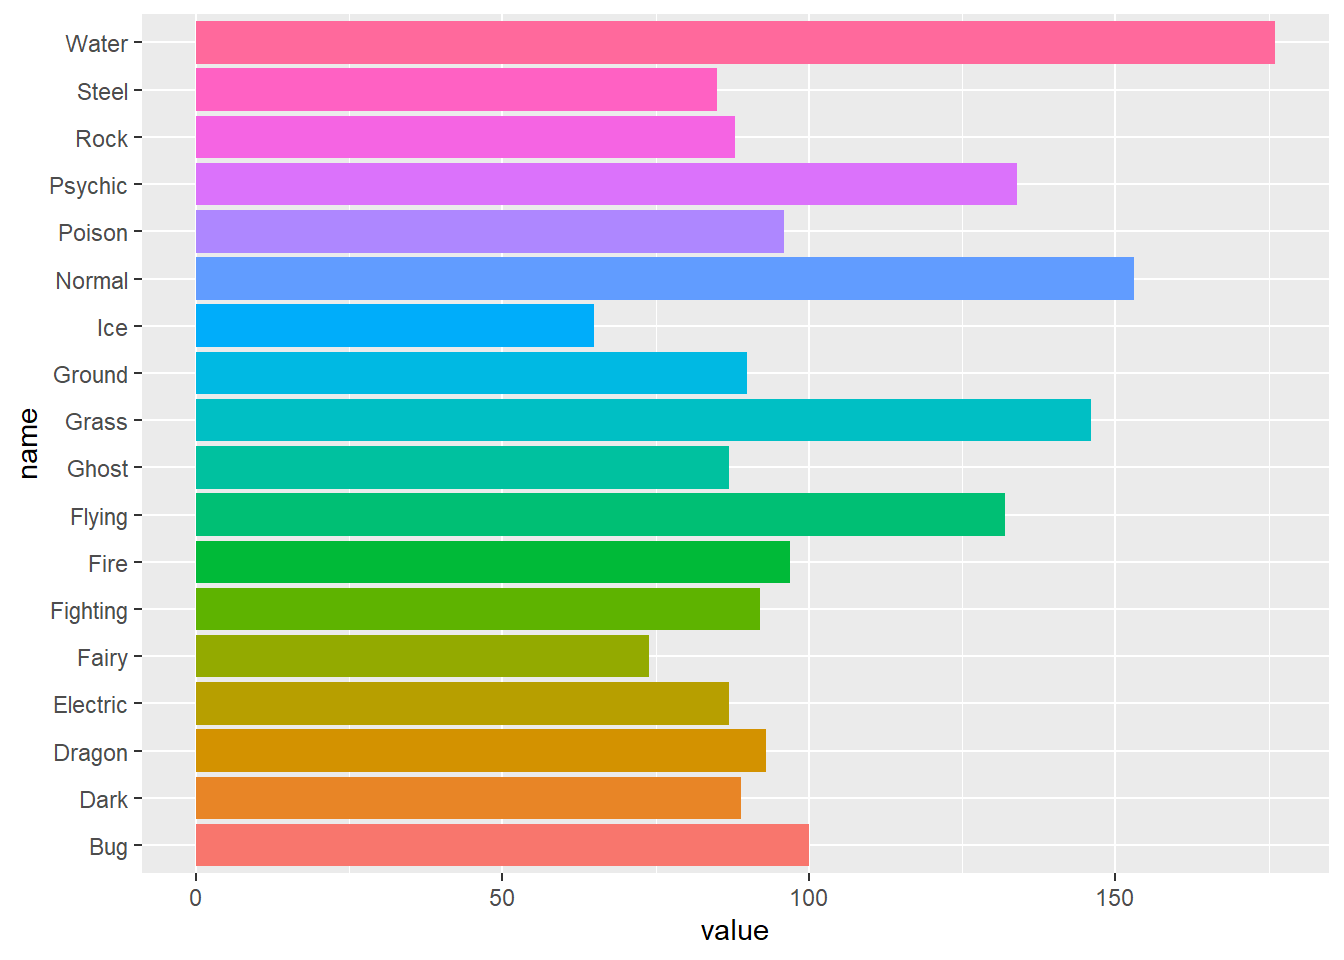 Water
Steel
Rock
Psychic
Poison
Normal
Ice
Ground
Grass
Ghost
Flying
Fire
Fighting
Fairy
Electric
Dragon
Dark
Bug
name
0 50 100 150
value